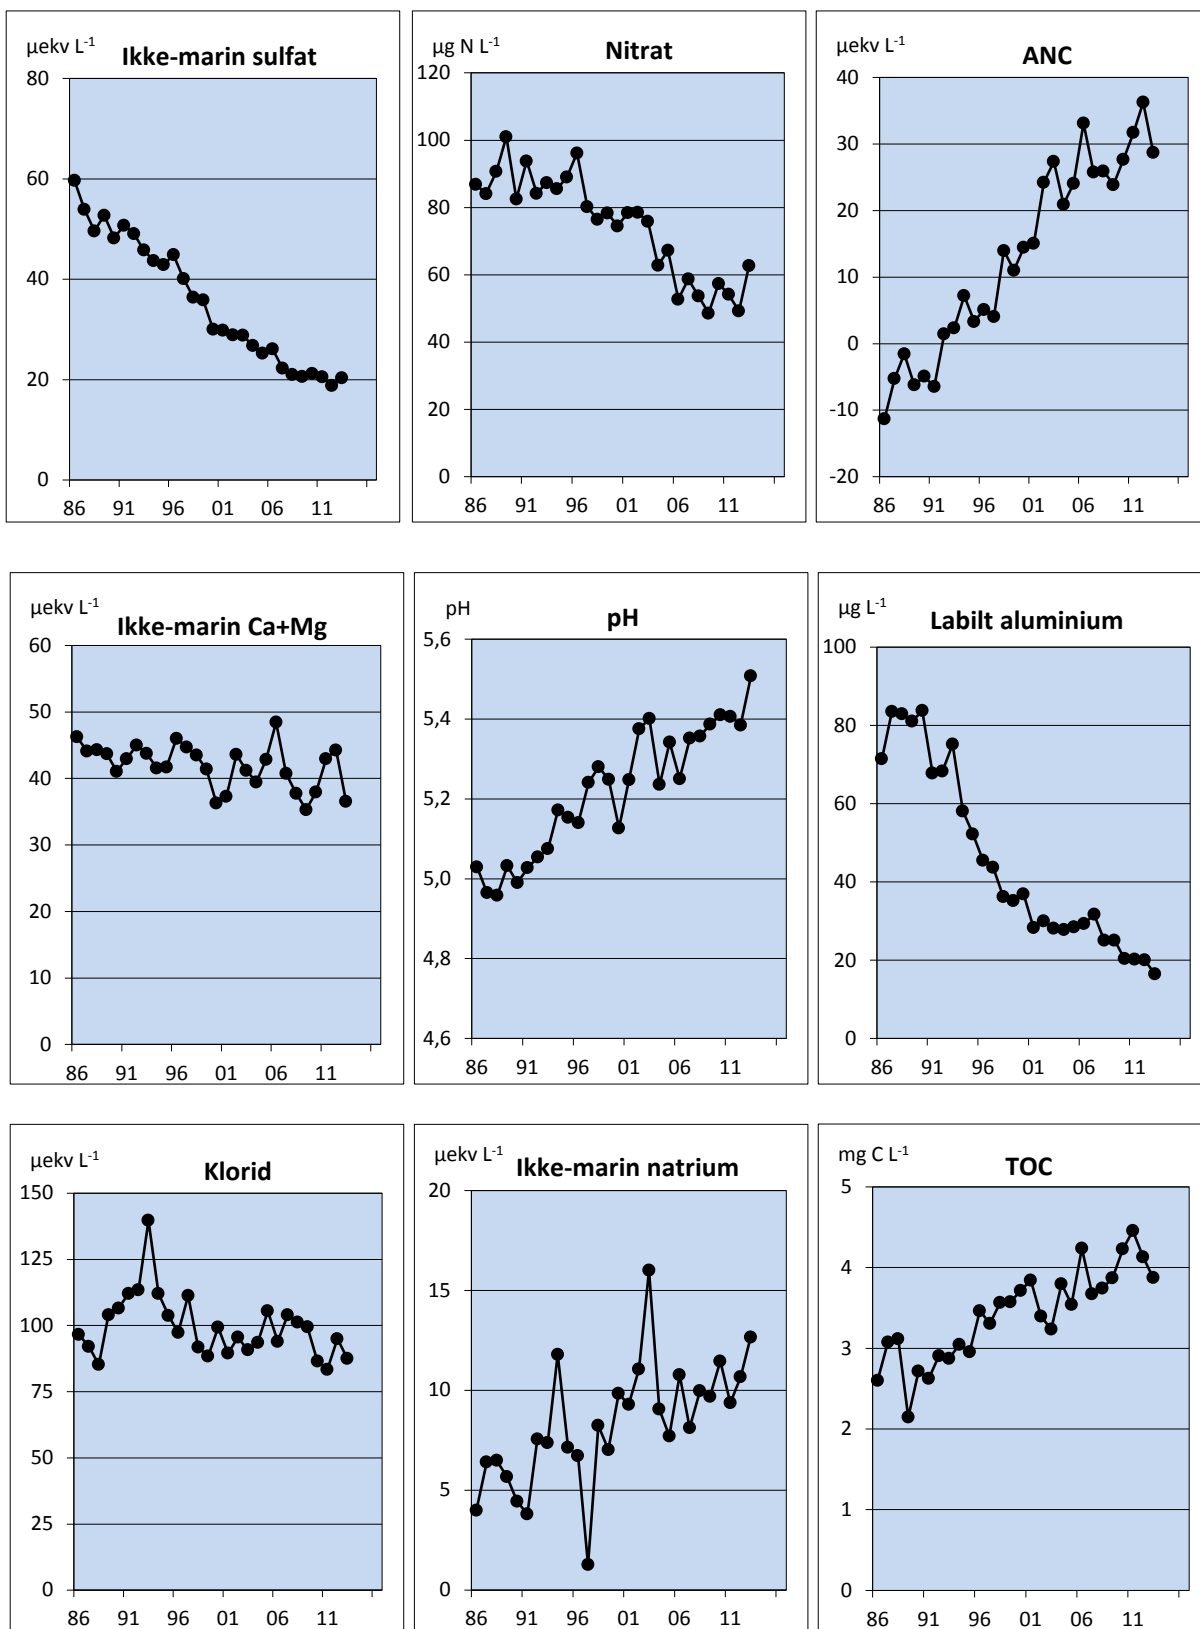 µekv L-1
Ikke-marin sulfat
80
60
40
20
0
86 91 96 01 06 11
µg N L-1
Nitrat
120
100
80
60
40
20
0
86 91 96 01 06 11
µekv L-1
ANC
40
30
20
10
0
-10
-20
86 91 96 01 06 11
µekv L-1
Ikke-marin Ca+Mg
60
50
40
30
20
10
0
86 91 96 01 06 11
pH
pH
5,6
5,4
5,2
5,0
4,8
4,6
86 91 96 01 06 11
µg L-1
Labilt aluminium
100
80
60
40
20
0
86 91 96 01 06 11
µekv L-1
Klorid
150
125
100
75
50
25
0
86 91 96 01 06 11
µekv L-1
Ikke-marin natrium
20
15
10
5
0
86 91 96 01 06 11
mg C L-1
TOC
5
4
3
2
1
0
86 91 96 01 06 11